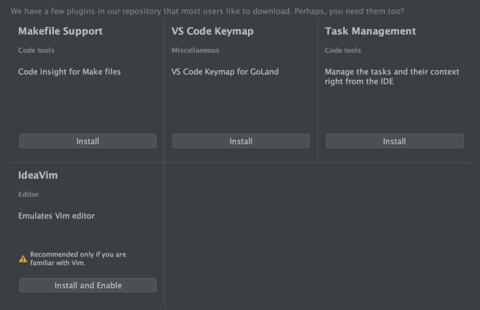 We have a few plugins in our repository that most users like to download. Perhaps, you need them too?
Makefile Support
Code tools
Code insight for Make files
Install
VS Code Keymap
Miscellaneous
VS Code Keymap for GoLand
Install
Task Management
Code tools
Manage the tasks and their context
right from the IDE
Install
IdeaVim
Editor
Emulates Vim editor
Recommended only if you are
familiar with Vim.
Install and Enable